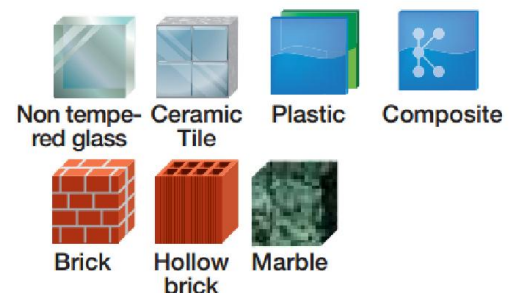 Non tempe- Ceramic Plastic Composite
red glass Tile
Brick Hollow Marble
brick